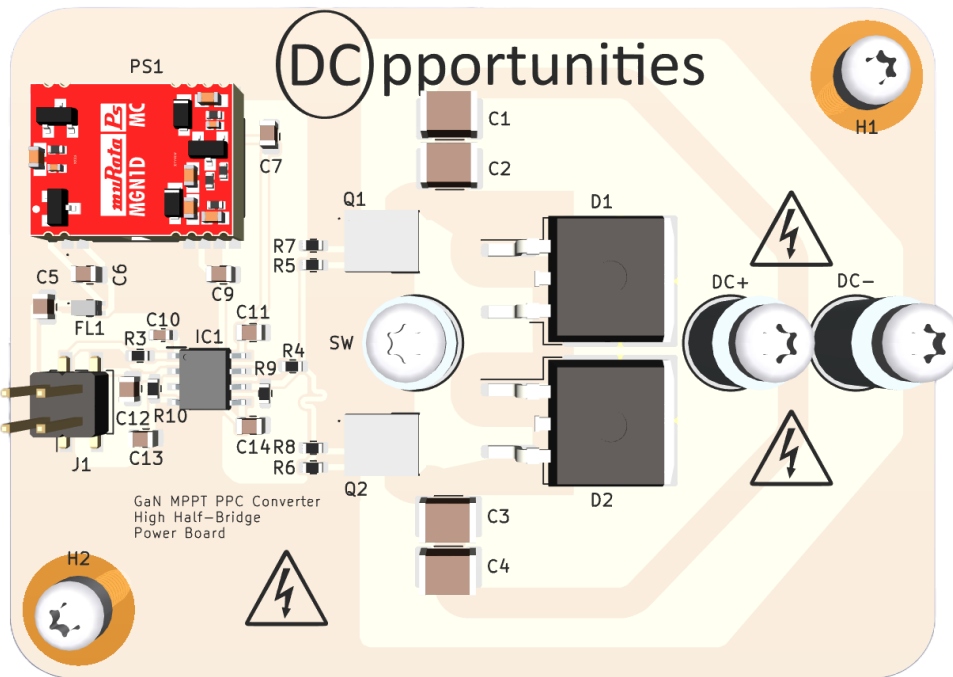 DCpportunities
PS1
muRata Ps
MGN1D MC
C7
H1
C1
C2
Q1
D1
R7
R5
C5
C6
C9
DC+
DC-
FL1
C10
C11
IC1
R3
R4
R9
SW
C12
R10
C14
R8
R6
J1
C13
Q2
D2
GaN MPPT PPC Converter
High Half-Bridge
Power Board
C3
C4
H2